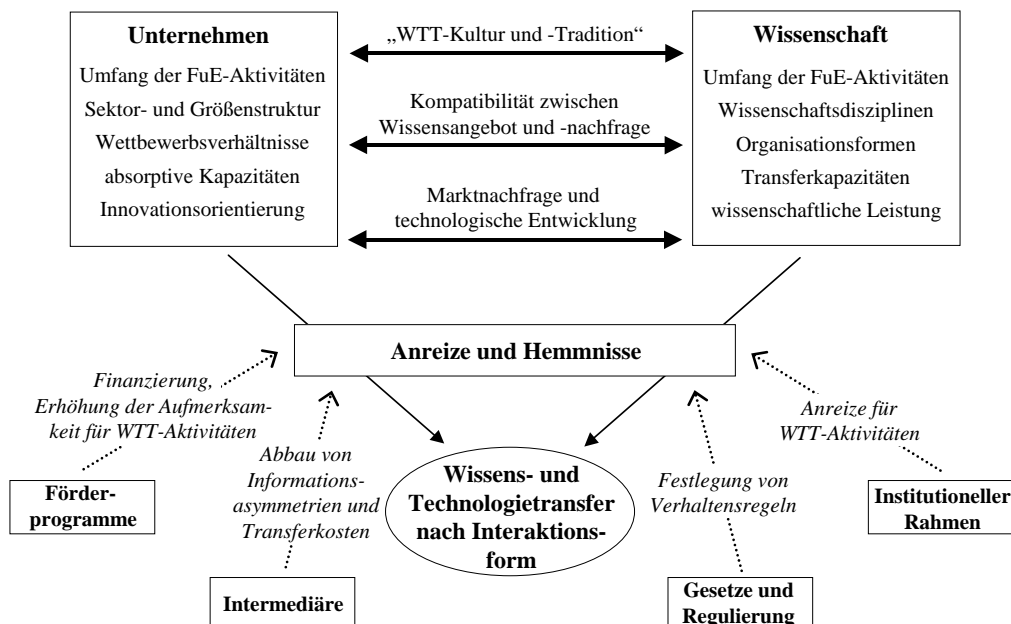 Unternehmen
Umfang der FuE-Aktivitäten
Sektor- und Größenstruktur
Wettbewerbsverhältnisse
absorptive Kapazitäten
Innovationsorientierung
„WTT-Kultur und -Tradition“
Kompatibilität zwischen
Wissensangebot und -nachfrage
Marktnachfrage und
technologische Entwicklung
Wissenschaft
Umfang der FuE-Aktivitäten
Wissenschaftsdisziplinen
Organisationsformen
Transferkapazitäten
wissenschaftliche Leistung
Anreize und Hemmnisse
Finanzierung,
Erhöhung der Aufmerksam-
keit für WTT-Aktivitäten
Förder-
programme
Abbau von
Informations-
asymmetrien und
Transferkosten
Intermediäre
Wissens- und
Technologietransfer
nach Interaktions-
form
Festlegung von
Verhaltensregeln
Gesetze und
Regulierung
Anreize für
WTT-Aktivitäten
Institutioneller
Rahmen